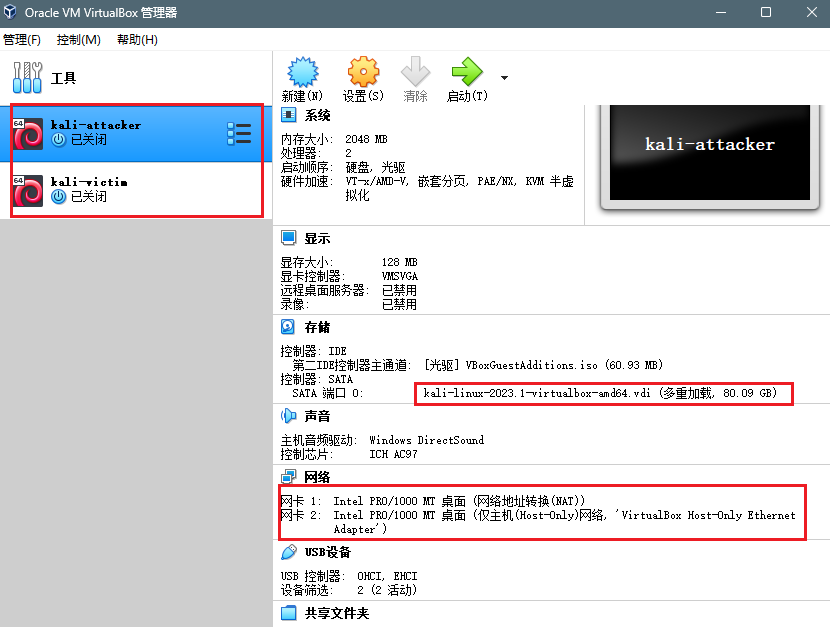 Oracle VM VirtualBox 管理器
管理(F) 控制(M) 帮助(H)
工具
新建(N) 设置(S) 清除 启动(T)
64 kali-attacker
已关闭
64 kali-victim
已关闭
系统
内存大小: 2048 MB
处理器: 2
启动顺序: 硬盘, 光驱
硬件加速: VT-x/AMD-V, 嵌套分页, PAE/NX, KVM 半虚
拟化
kali-attacker
显示
显存大小: 128 MB
显卡控制器: VMSVGA
远程桌面服务器: 已禁用
录像: 已禁用
存储
控制器: IDE
第二IDE控制器主通道: [光驱] VBoxGuestAdditions.iso (60.93 MB)
控制器: SATA
SATA 端口 0: kali-linux-2023.1-virtualbox-amd64.vdi (多重加载, 80.09 GB)
声音
主机音频驱动: Windows DirectSound
控制芯片: ICH AC97
网络
网卡 1: Intel PRO/1000 MT 桌面 (网络地址转换(NAT))
网卡 2: Intel PRO/1000 MT 桌面 (仅主机(Host-Only)网络, 'VirtualBox Host-Only Ethernet
Adapter')
USB设备
USB 控制器: OHCI, EHCI
设备筛选: 2 (2 活动)
共享文件夹